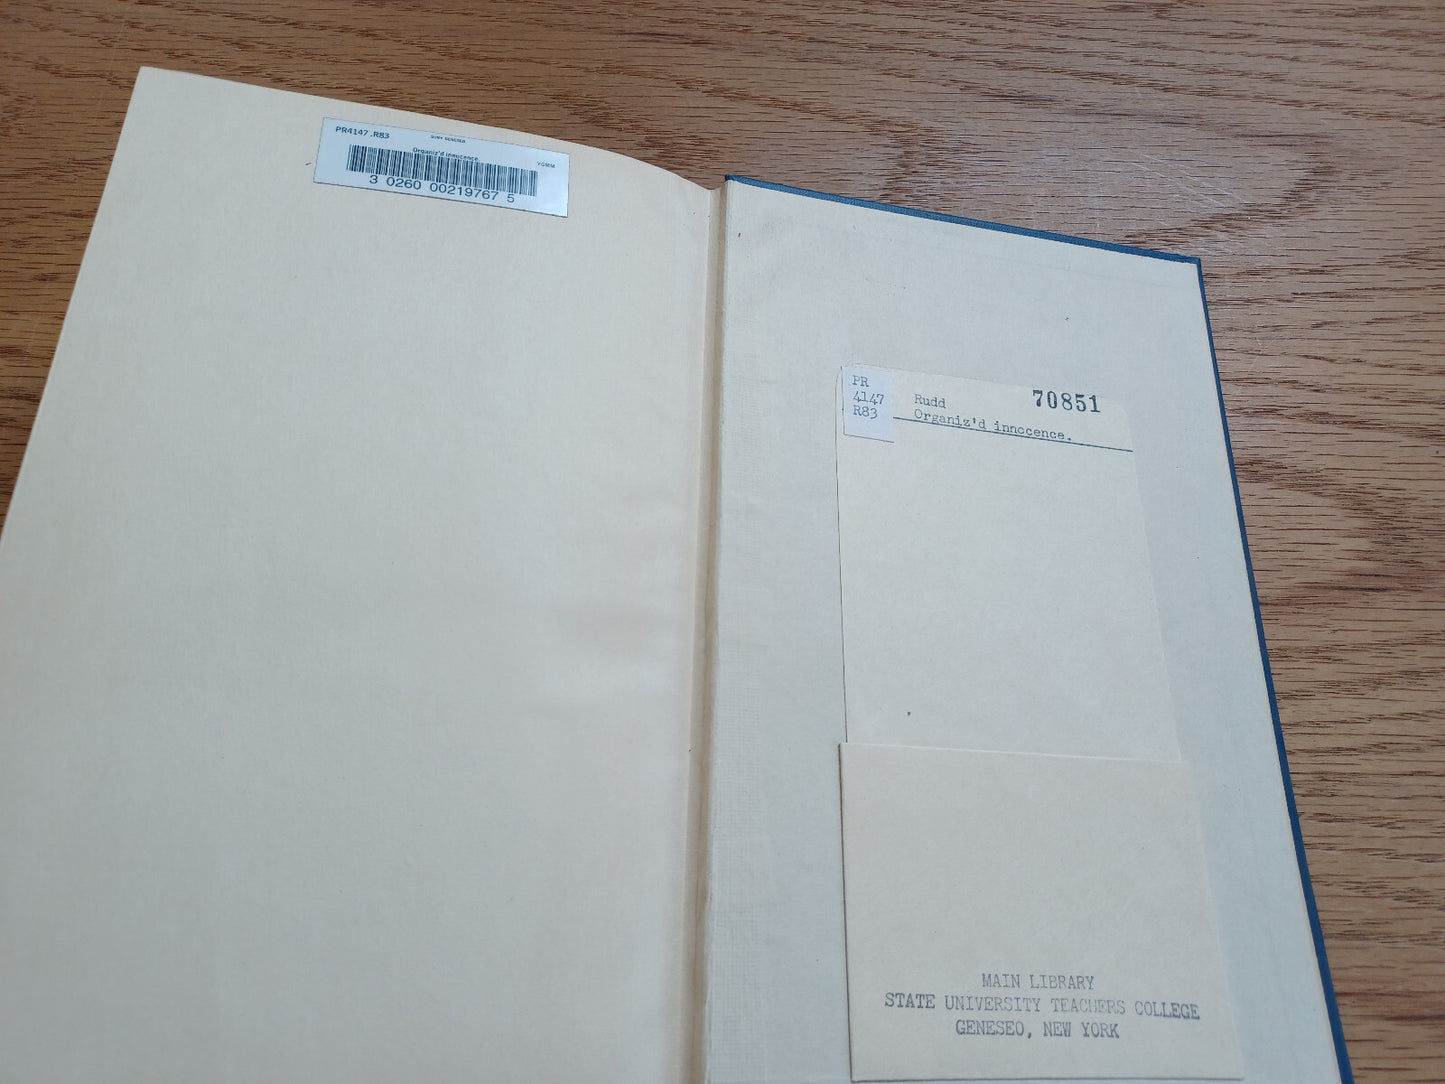 PR4147 .R83
SUNY GENESEO
Organiz'd innocence.
YGMM
3 0260 00219767 5
PR
4147
R83
Rudd
70851
Organiz'd innocence.
MAIN LIBRARY
STATE UNIVERSITY TEACHERS COLLEGE
GENESEO, NEW YORK